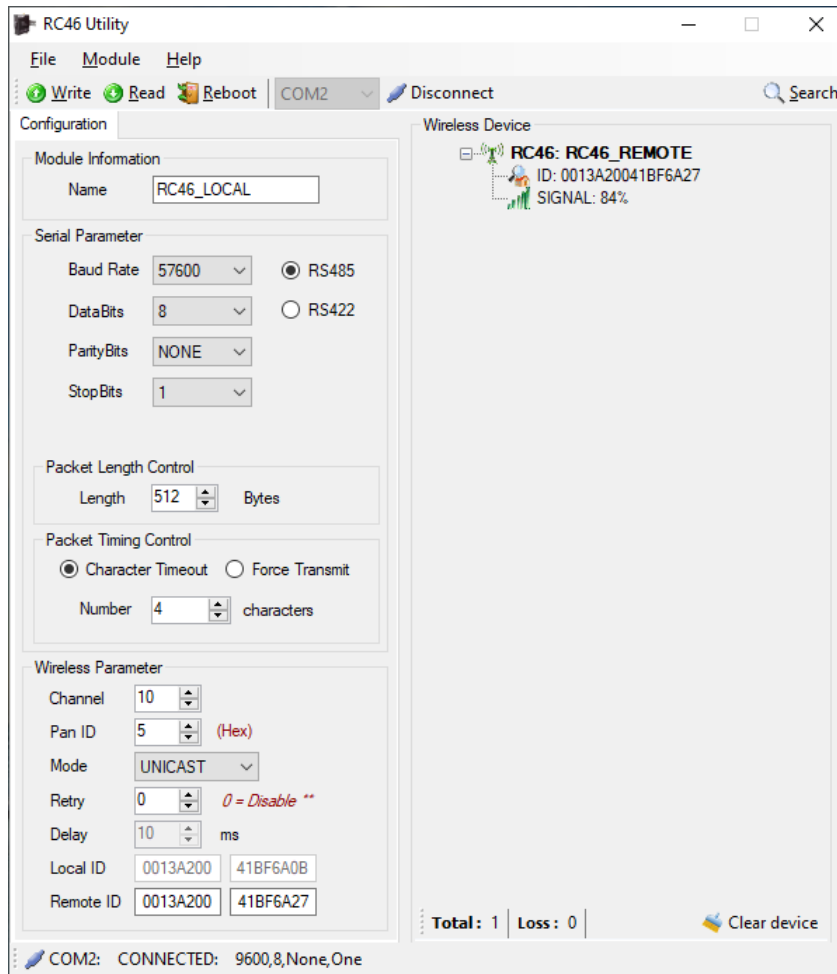 RC46 Utility
File Module Help
Write Read Reboot COM2 Disconnect Search
Configuration
Module Information
Name RC46_LOCAL
Serial Parameter
Baud Rate 57600 RS485
DataBits 8 RS422
ParityBits NONE
StopBits 1
Packet Length Control
Length 512 Bytes
Packet Timing Control
Character Timeout Force Transmit
Number 4 characters
Wireless Parameter
Channel 10
Pan ID 5 (Hex)
Mode UNICAST
Retry 0 0 = Disable **
Delay 10 ms
Local ID 0013A200 41BF6A0B
Remote ID 0013A200 41BF6A27
Wireless Device
RC46: RC46_REMOTE
ID: 0013A20041BF6A27
SIGNAL: 84%
Total: 1 Loss: 0 Clear device
COM2: CONNECTED: 9600,8,None,One